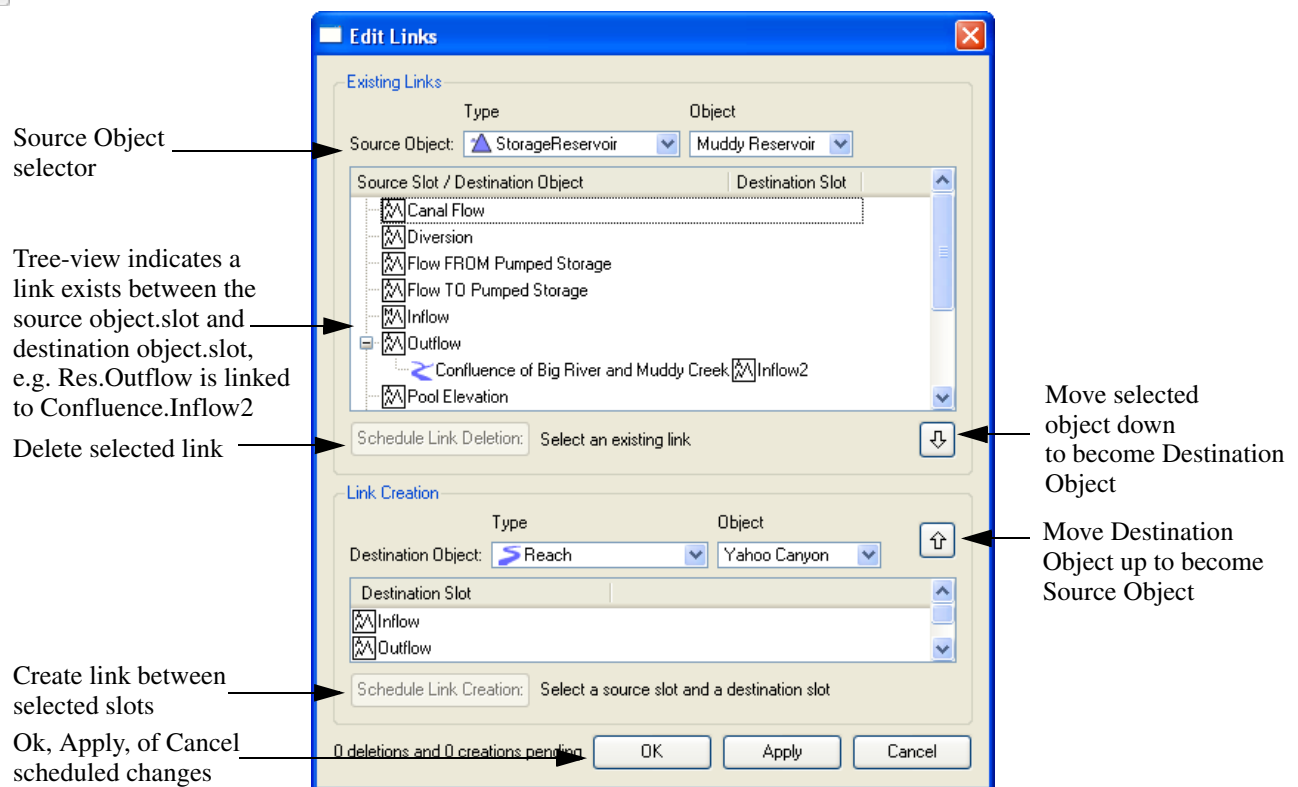 Edit Links
Existing Links
Type Object
Source Object: StorageReservoir Muddy Reservoir
Source Object
selector
Source Slot / Destination Object Destination Slot
Canal Flow
Diversion
Flow FROM Pumped Storage
Flow TO Pumped Storage
Inflow
Outflow
Confluence of Big River and Muddy Creek Inflow2
Pool Elevation
Tree-view indicates a
link exists between the
source object.slot and
destination object.slot,
e.g. Res.Outflow is linked
to Confluence.Inflow2
Delete selected link
Schedule Link Deletion: Select an existing link
Move selected
object down
to become Destination
Object
Link Creation
Type Object
Destination Object: Reach Yahoo Canyon
Move Destination
Object up to become
Source Object
Destination Slot
Inflow
Outflow
Create link between
selected slots
Schedule Link Creation: Select a source slot and a destination slot
Ok, Apply, of Cancel
scheduled changes
0 deletions and 0 creations pending OK Apply Cancel